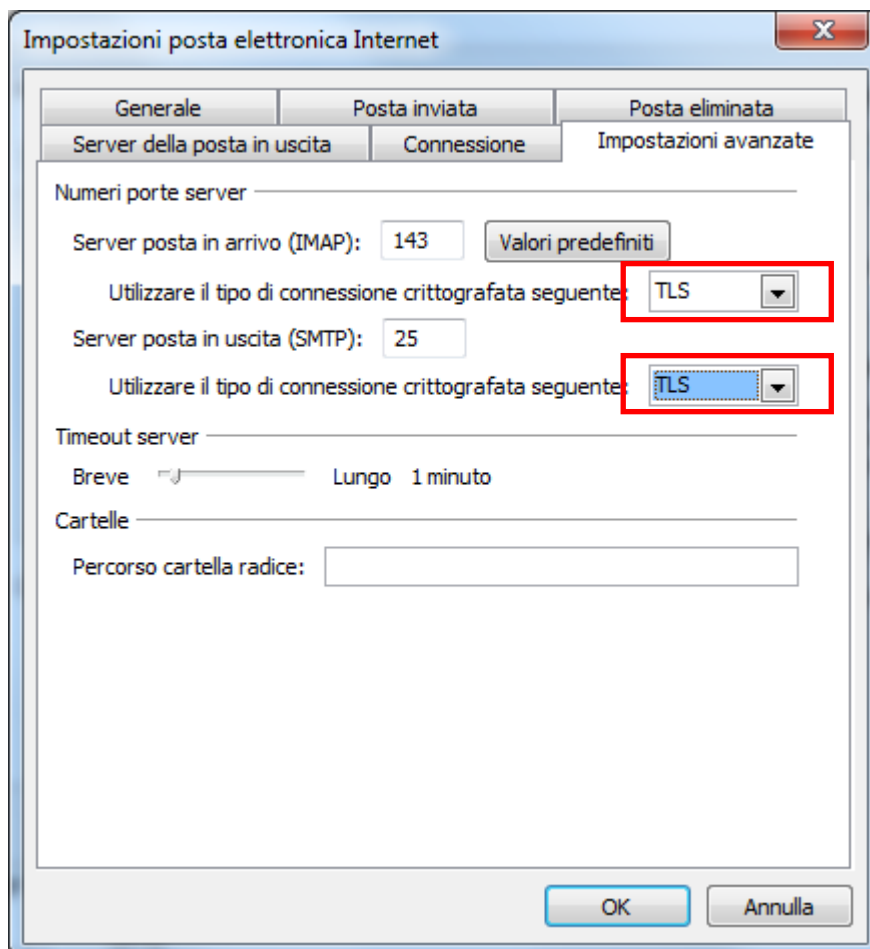 Impostazioni posta elettronica Internet
Generale Posta inviata Posta eliminata
Server della posta in uscita Connessione Impostazioni avanzate
Numeri porte server
Server posta in arrivo (IMAP): 143 Valori predefiniti
Utilizzare il tipo di connessione crittografata seguente: TLS
Server posta in uscita (SMTP): 25
Utilizzare il tipo di connessione crittografata seguente: TLS
Timeout server
Breve Lungo 1 minuto
Cartelle
Percorso cartella radice:
OK Annulla